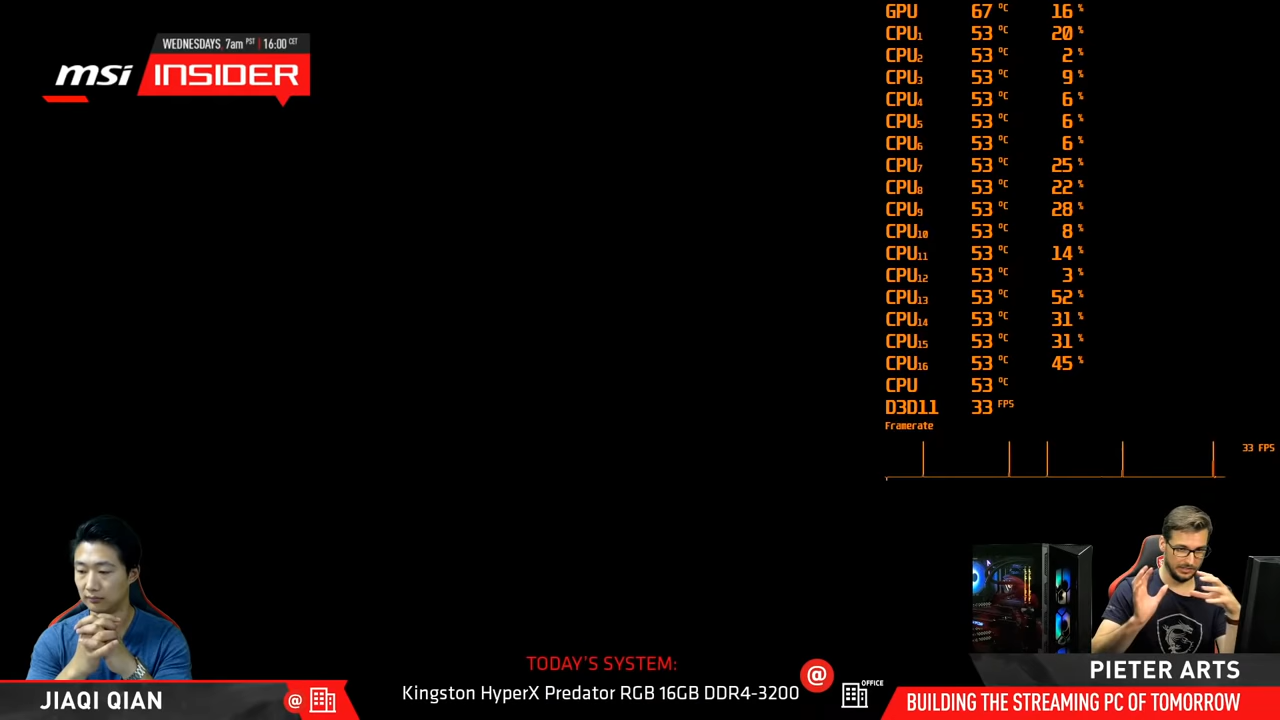 WEDNESDAYS 7am PST | 16:00 CET
msi INSIDER
GPU 67 °C 16 %
CPU1 53 °C 20 %
CPU2 53 °C 2 %
CPU3 53 °C 9 %
CPU4 53 °C 6 %
CPU5 53 °C 6 %
CPU6 53 °C 6 %
CPU7 53 °C 25 %
CPU8 53 °C 22 %
CPU9 53 °C 28 %
CPU10 53 °C 8 %
CPU11 53 °C 14 %
CPU12 53 °C 3 %
CPU13 53 °C 52 %
CPU14 53 °C 31 %
CPU15 53 °C 31 %
CPU16 53 °C 45 %
CPU 53 °C
D3D11 33 FPS
Framerate
33 FPS
JIAQI QIAN
@
TODAY'S SYSTEM:
Kingston HyperX Predator RGB 16GB DDR4-3200
@
OFFICE
PIETER ARTS
BUILDING THE STREAMING PC OF TOMORROW